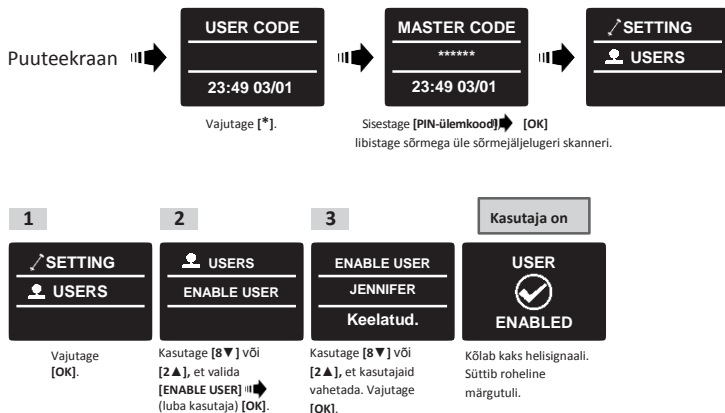 Puuteekraan
USER CODE
23:49 03/01
Vajutage [*].
MASTER CODE
******
23:49 03/01
Sisestage [PIN-ülemkood] [OK]
libistage sõrmega üle sõrmejäljelugeri skanneri.
SETTING
USERS
1
SETTING
USERS
Vajutage
[OK].
2
USERS
ENABLE USER
Kasutage [8▼] või
[2▲], et valida
[ENABLE USER]
(luba kasutaja) [OK].
3
ENABLE USER
JENNIFER
Keelatud.
Kasutage [8▼] või
[2▲], et kasutajaid
vahetada. Vajutage
[OK].
Kasutaja on
USER
ENABLED
Kõlab kaks helisignaali.
Süttib roheline
märgutuli.